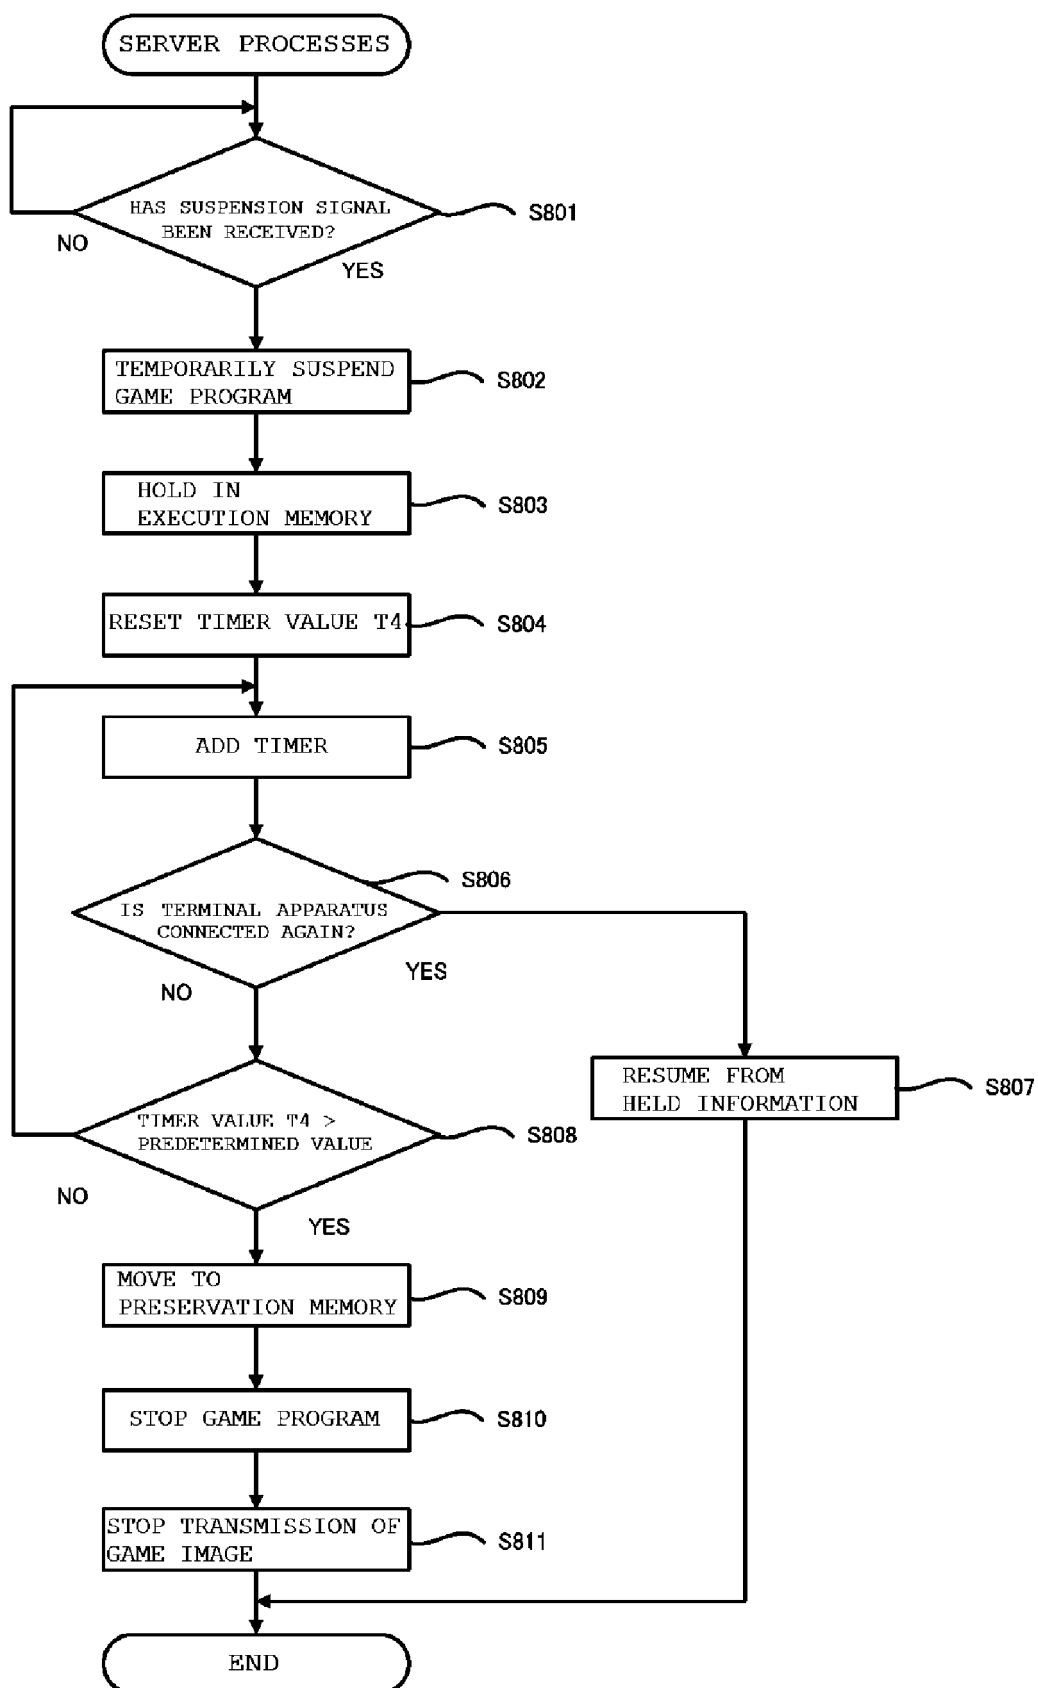 SERVER PROCESSES
HAS SUSPENSION SIGNAL
BEEN RECEIVED?
S801
NO
YES
TEMPORARILY SUSPEND
GAME PROGRAM
S802
HOLD IN
EXECUTION MEMORY
S803
RESET TIMER VALUE T4
S804
ADD TIMER
S805
IS TERMINAL APPARATUS
CONNECTED AGAIN?
S806
YES
NO
RESUME FROM
HELD INFORMATION
S807
TIMER VALUE T4 >
PREDETERMINED VALUE
S808
NO
YES
MOVE TO
PRESERVATION MEMORY
S809
STOP GAME PROGRAM
S810
STOP TRANSMISSION OF
GAME IMAGE
S811
END